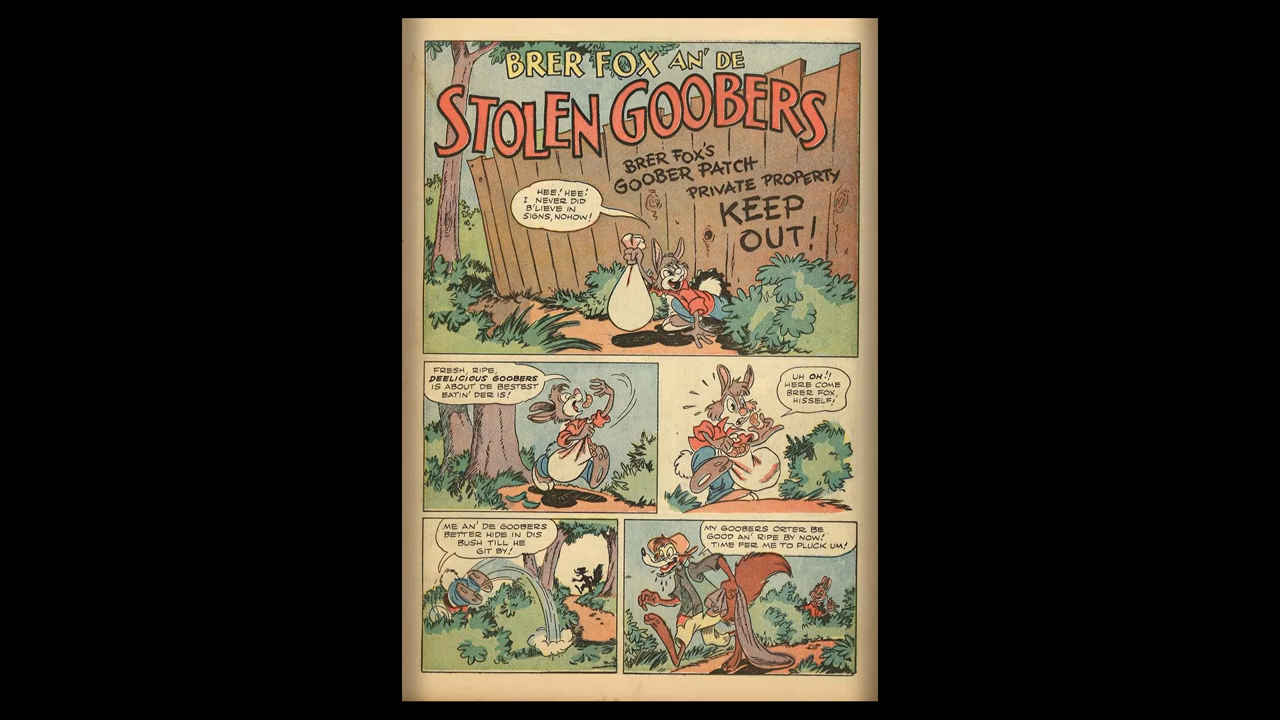 BRER FOX AN' DE
STOLEN GOOBERS
BRER FOX'S
GOOBER PATCH
PRIVATE PROPERTY
KEEP
OUT!
HEE! HEE!
I NEVER DID
B'LIEVE IN
SIGNS, NOHOW!
FRESH, RIPE,
DEELICIOUS GOOBERS
IS ABOUT DE BESTEST
EATIN' DER IS!
UH OH!!
HERE COME
BRER FOX,
HISSELF!
ME AN' DE GOOBERS
BETTER HIDE IN DIS
BUSH TILL HE
GIT BY!
MY GOOBERS ORTER BE
GOOD AN' RIPE BY NOW!
TIME FER ME TO PLUCK UM!